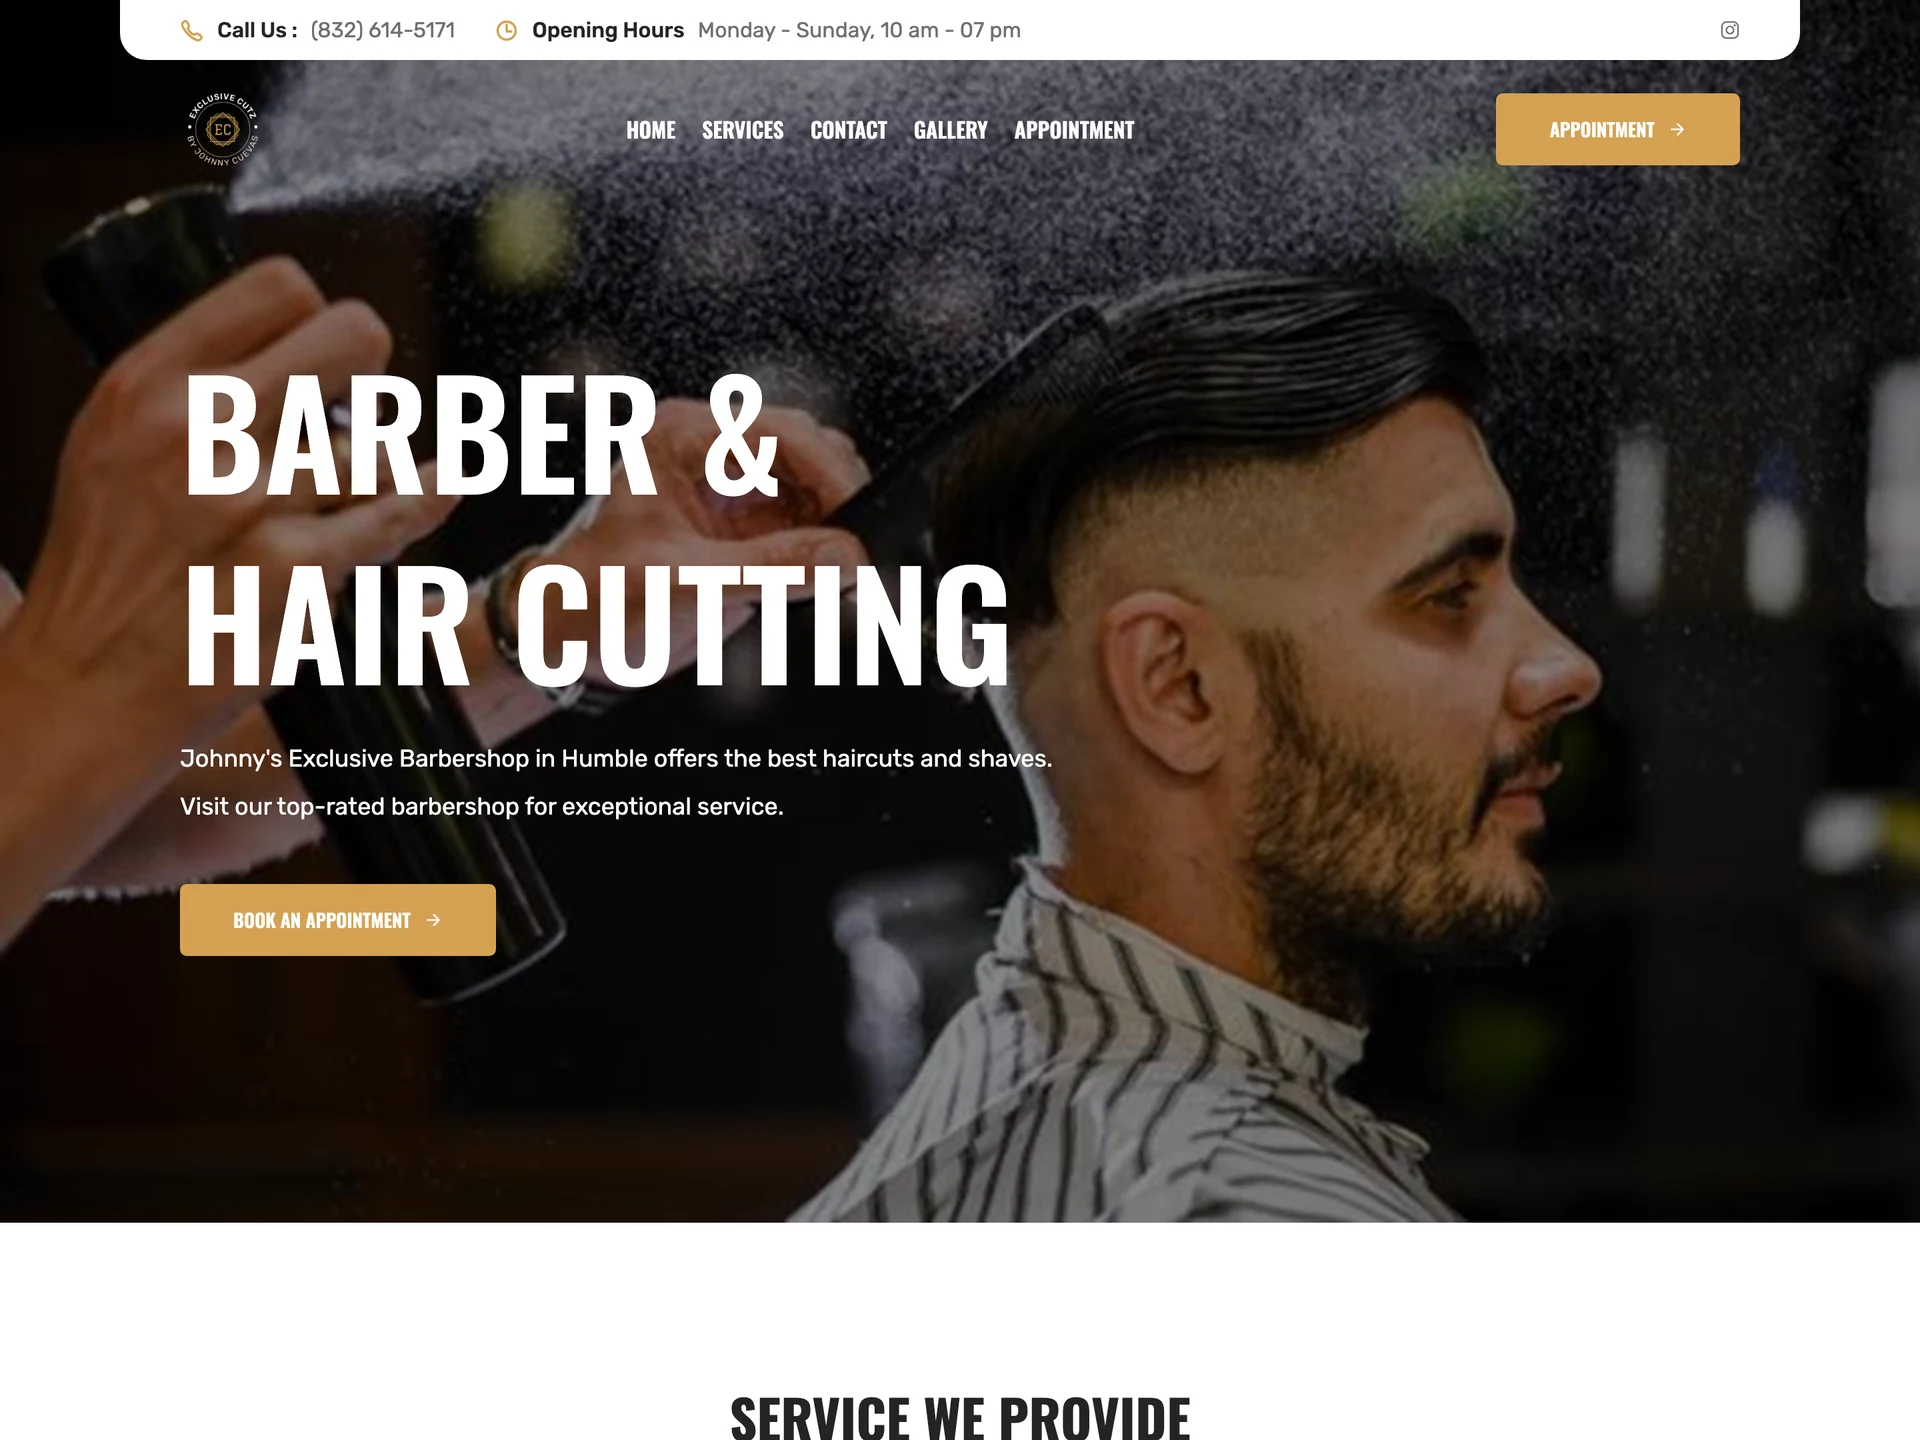 Call Us : (832) 614-5171 Opening Hours Monday - Sunday, 10 am - 07 pm
EXCLUSIVE CUTZ
EC
BY JOHNNY CUEVAS
HOME SERVICES CONTACT GALLERY APPOINTMENT
APPOINTMENT →
BARBER &
HAIR CUTTING
Johnny's Exclusive Barbershop in Humble offers the best haircuts and shaves.
Visit our top-rated barbershop for exceptional service.
BOOK AN APPOINTMENT →
SERVICE WE PROVIDE